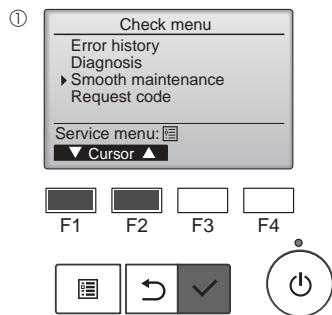 ①
Check menu
Error history
Diagnosis
Smooth maintenance
Request code
Service menu:
▼ Cursor ▲
F1 F2 F3 F4